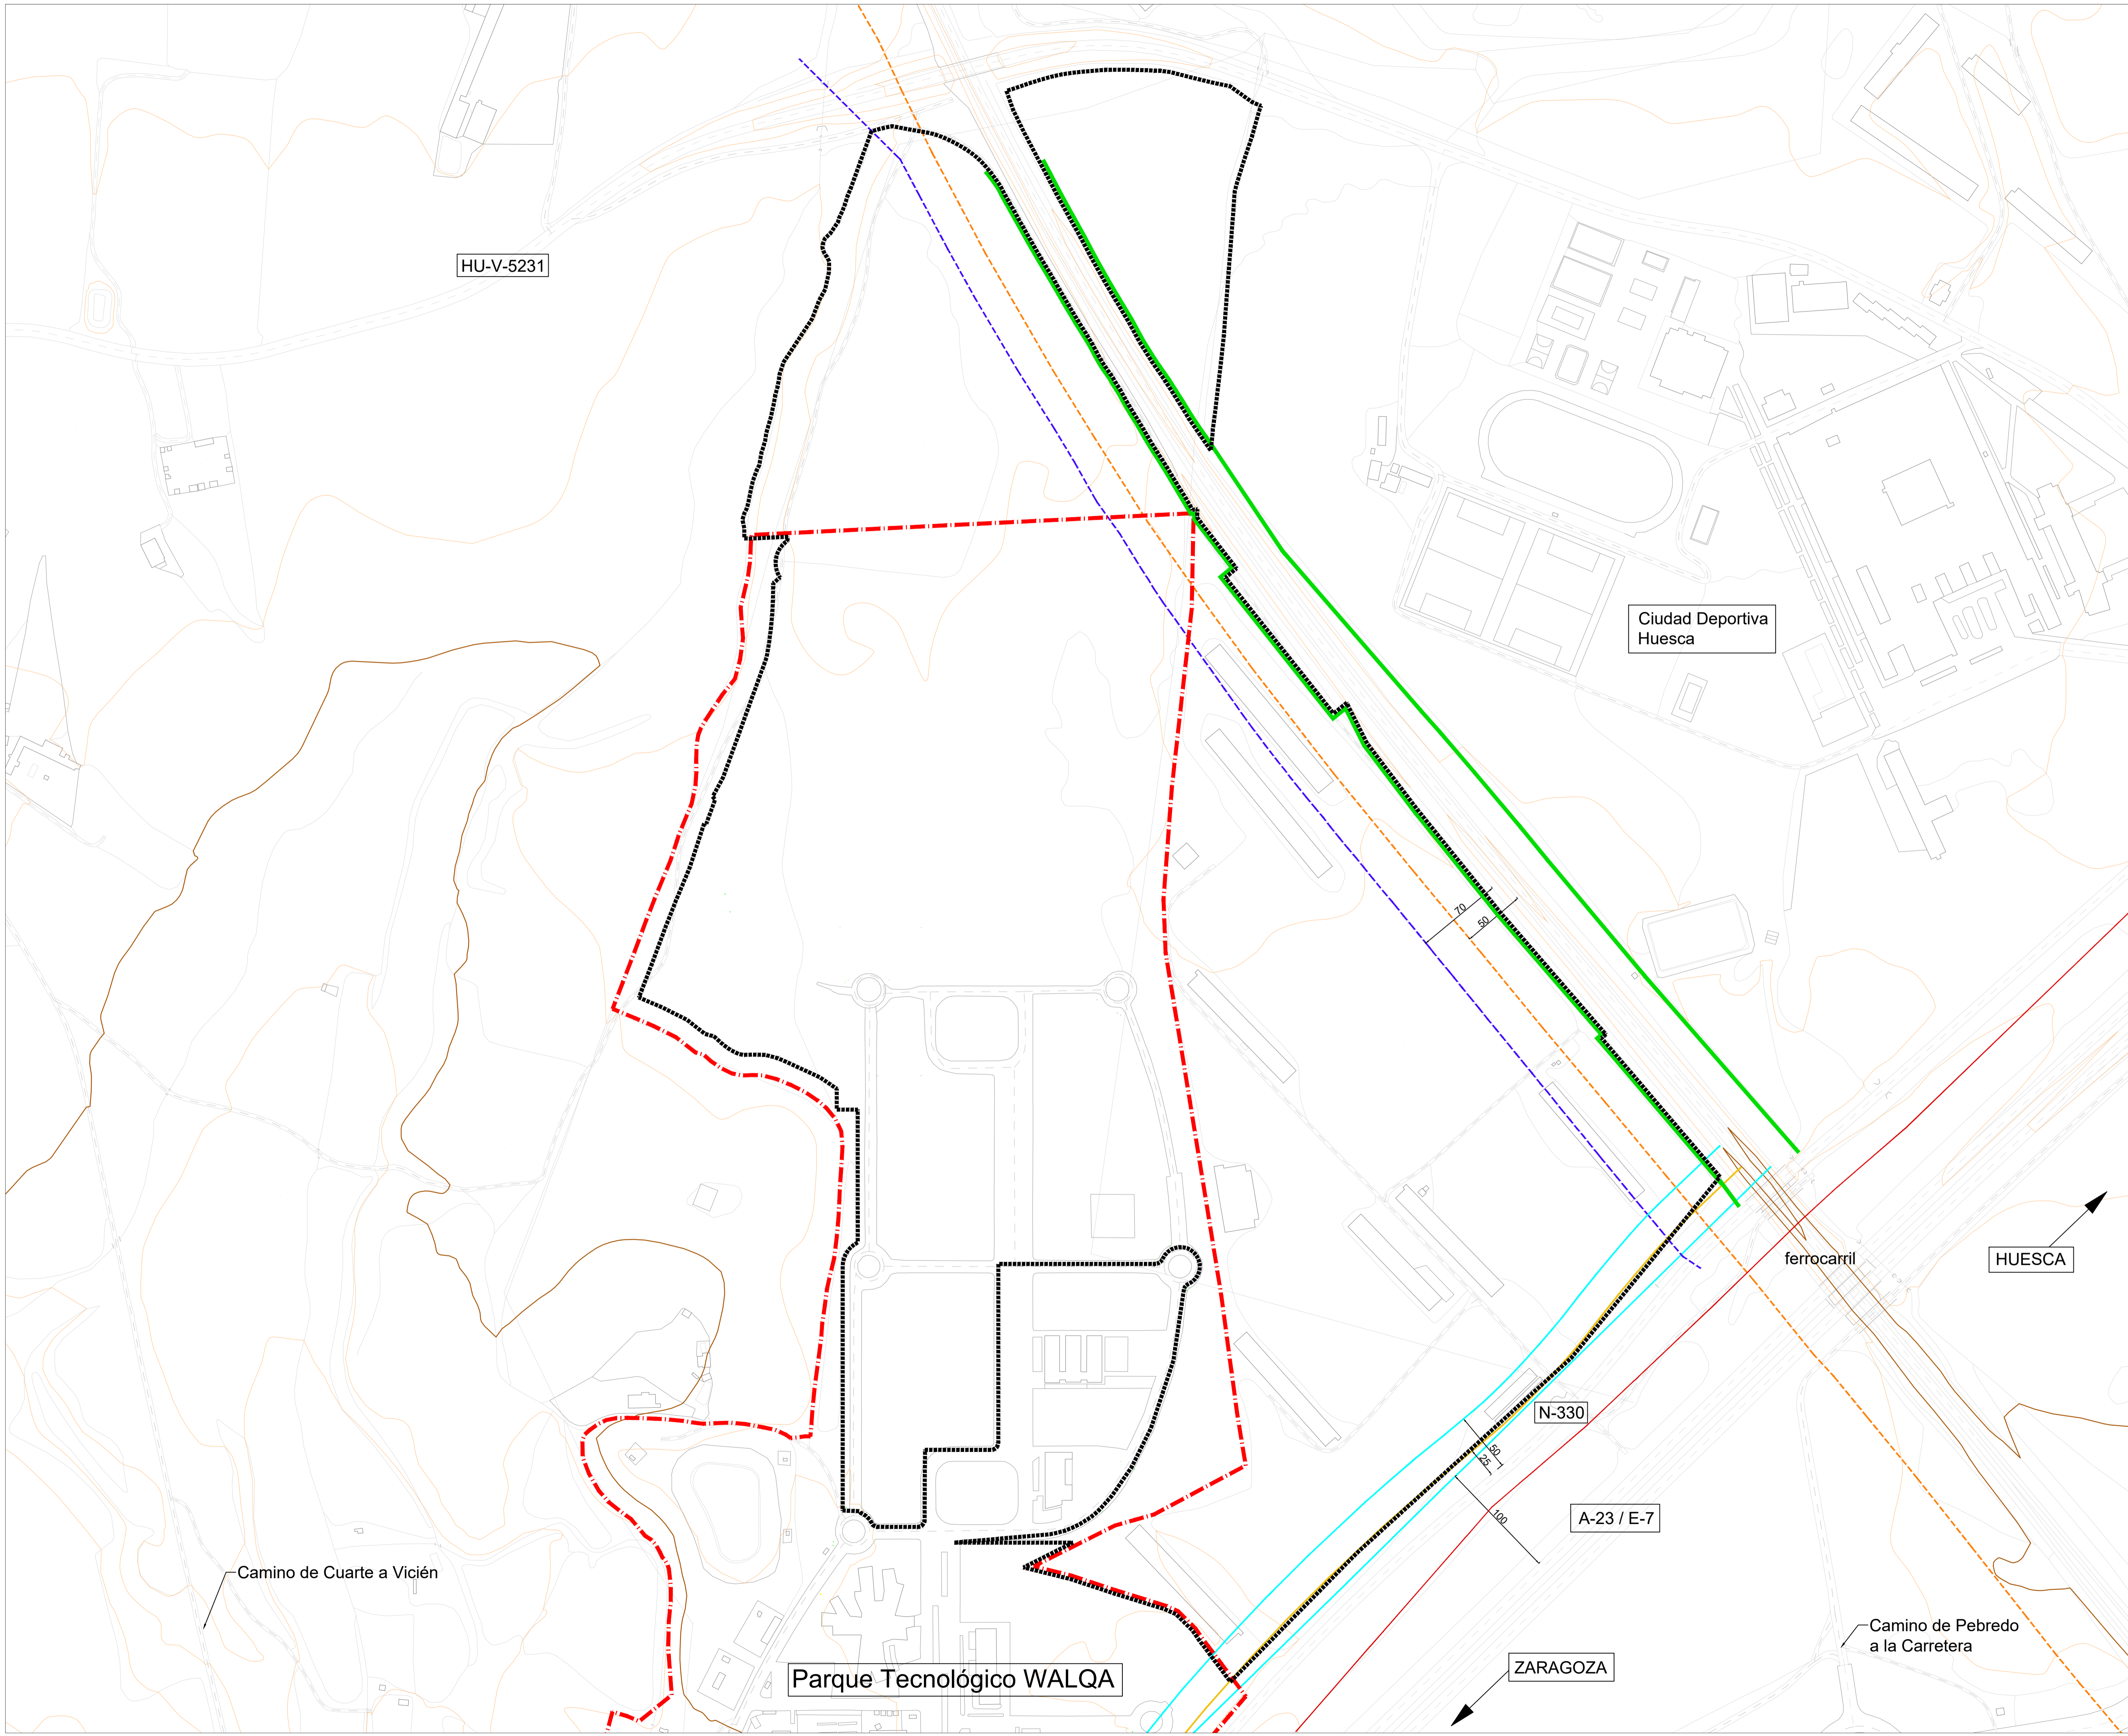 HU-V-5231
Ciudad Deportiva
Huesca
70
50
HUESCA
ferrocarril
N-330
50
25
100
A-23 / E-7
Camino de Cuarte a Vicién
Camino de Pebredo
a la Carretera
ZARAGOZA
Parque Tecnológico WALQA